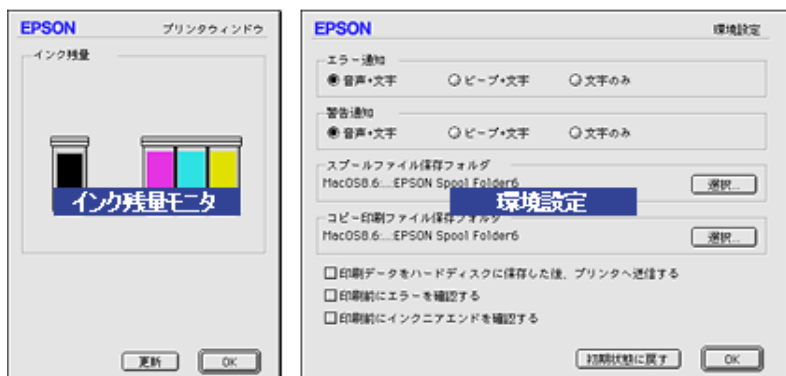 EPSON
プリンタウィンドウ
インク残量
インク残量モニタ
更新
OK
EPSON
環境設定
エラー通知
音声+文字
ビープ+文字
文字のみ
警告通知
音声+文字
ビープ+文字
文字のみ
スプールファイル保存フォルダ
MacOS8.6:...:EPSON Spool Folder6
選択...
環境設定
コピー印刷ファイル保存フォルダ
MacOS8.6:...:EPSON Spool Folder6
選択...
印刷データをハードディスクに保存した後、プリンタへ送信する
印刷前にエラーを確認する
印刷前にインクニアエンドを確認する
初期状態に戻す
OK